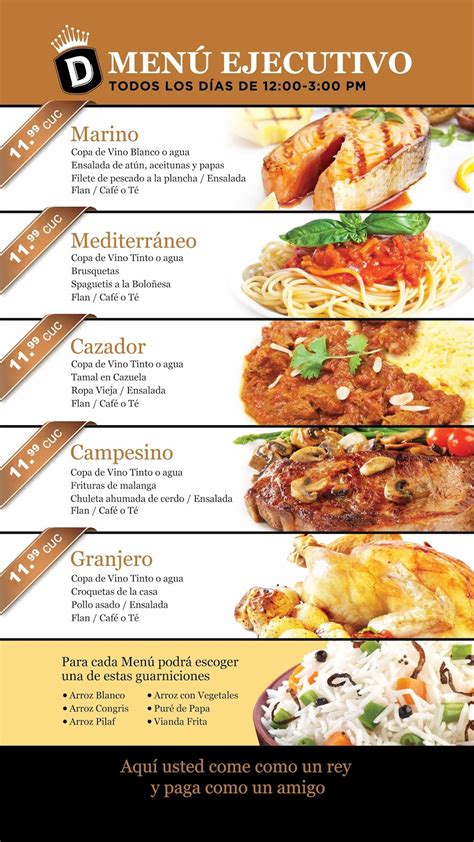 D MENÚ EJECUTIVO
TODOS LOS DÍAS DE 12:00-3:00 PM
11.99 CUC
Marino
Copa de Vino Blanco o agua
Ensalada de atún, aceitunas y papas
Filete de pescado a la plancha / Ensalada
Flan / Café o Té
11.99 CUC
Mediterráneo
Copa de Vino Tinto o agua
Brusquetas
Spaguetis a la Boloñesa
Flan / Café o Té
11.99 CUC
Cazador
Copa de Vino Tinto o agua
Tamal en Cazuela
Ropa Vieja / Ensalada
Flan / Café o Té
11.99 CUC
Campesino
Copa de Vino Tinto o agua
Frituras de malanga
Chuleta ahumada de cerdo / Ensalada
Flan / Café o Té
11.99 CUC
Granjero
Copa de Vino Tinto o agua
Croquetas de la casa
Pollo asado / Ensalada
Flan / Café o Té
Para cada Menú podrá escoger
una de estas guarniciones
• Arroz Blanco
• Arroz Congris
• Arroz Pilaf
• Arroz con Vegetales
• Puré de Papa
• Vianda Frita
Aquí usted come como un rey
y paga como un amigo